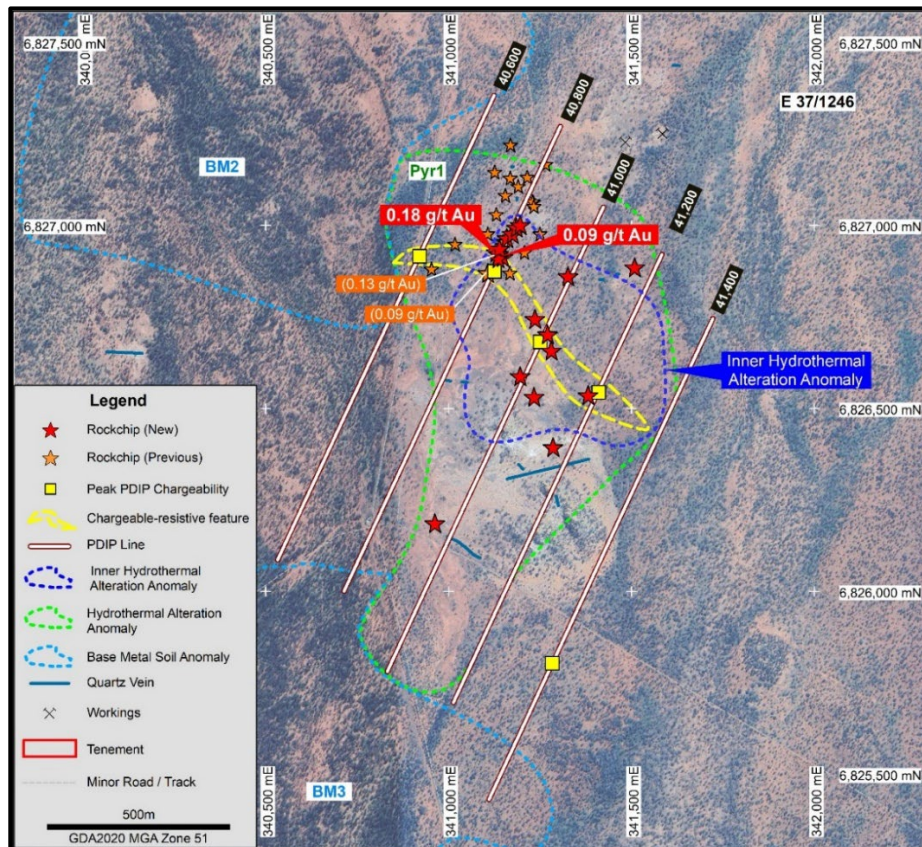 340,000 mE
340,500 mE
341,000 mE
341,500 mE
342,000 mE
6,827,500 mN
6,827,500 mN
40,600
40,800
E 37/1246
BM2
Pyr1
41,000
41,200
0.18 g/t Au
6,827,000 mN
6,827,000 mN
0.09 g/t Au
(0.13 g/t Au)
41,400
(0.09 g/t Au)
Inner Hydrothermal
Alteration Anomaly
6,826,500 mN
Legend
Rockchip (New)
Rockchip (Previous)
Peak PDIP Chargeability
Chargeable-resistive feature
PDIP Line
Inner Hydrothermal
Alteration Anomaly
Hydrothermal Alteration
Anomaly
Base Metal Soil Anomaly
Quartz Vein
Workings
Tenement
Minor Road / Track
500m
GDA2020 MGA Zone 51
6,826,000 mN
6,825,500 mN
BM3
340,500 mE
341,000 mE
341,500 mE
342,000 mE